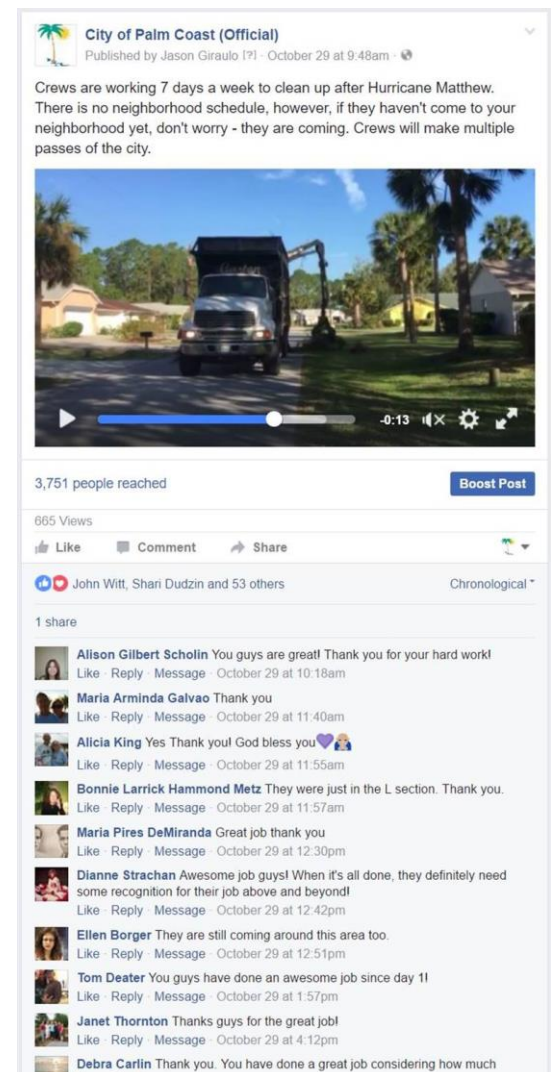 City of Palm Coast (Official)
Published by Jason Giraulo [?] · October 29 at 9:48am ·
Crews are working 7 days a week to clean up after Hurricane Matthew.
There is no neighborhood schedule, however, if they haven't come to your
neighborhood yet, don't worry - they are coming. Crews will make multiple
passes of the city.
-0:13
3,751 people reached
Boost Post
665 Views
Like Comment Share
John Witt, Shari Dudzin and 53 others
Chronological
1 share
Alison Gilbert Scholin You guys are great! Thank you for your hard work!
Like · Reply · Message · October 29 at 10:18am
Maria Arminda Galvao Thank you
Like · Reply · Message · October 29 at 11:40am
Alicia King Yes Thank you! God bless you
Like · Reply · Message · October 29 at 11:55am
Bonnie Larrick Hammond Metz They were just in the L section. Thank you.
Like · Reply · Message · October 29 at 11:57am
Maria Pires DeMiranda Great job thank you
Like · Reply · Message · October 29 at 12:30pm
Dianne Strachan Awesome job guys! When it's all done, they definitely need
some recognition for their job above and beyond!
Like · Reply · Message · October 29 at 12:42pm
Ellen Borger They are still coming around this area too.
Like · Reply · Message · October 29 at 12:51pm
Tom Deater You guys have done an awesome job since day 1!
Like · Reply · Message · October 29 at 1:57pm
Janet Thornton Thanks guys for the great job!
Like · Reply · Message · October 29 at 4:12pm
Debra Carlin Thank you. You have done a great job considering how much